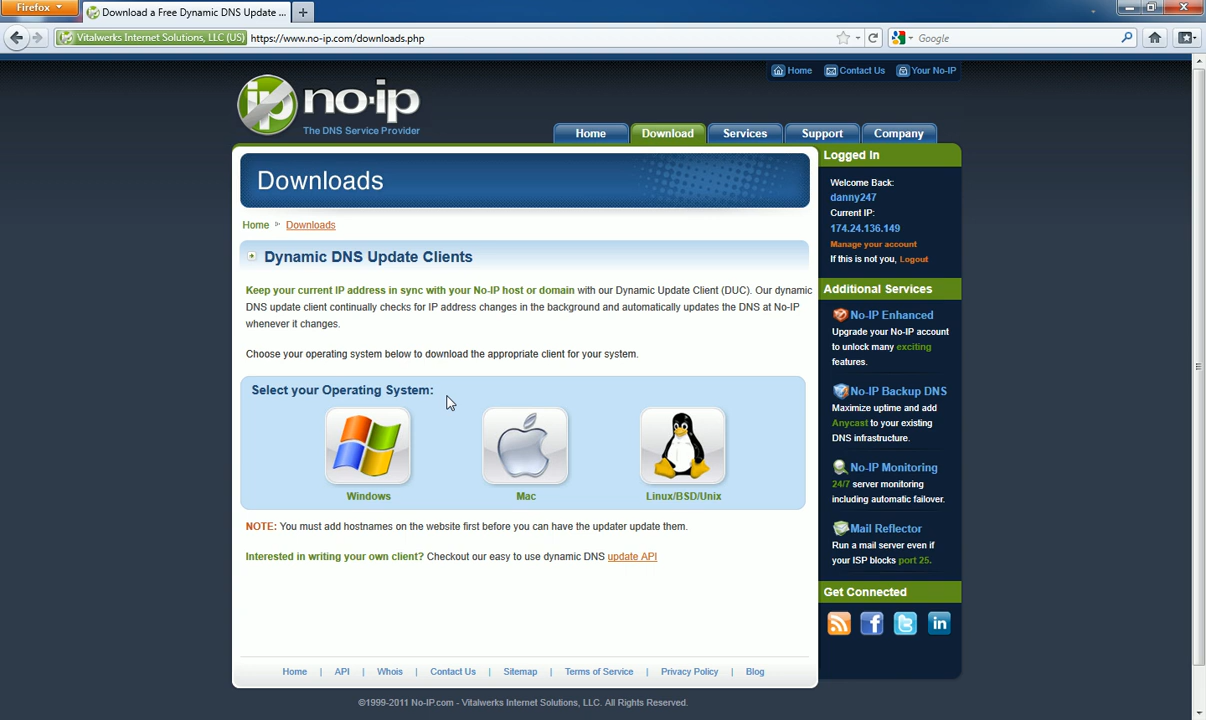 Firefox
Download a Free Dynamic DNS Update ...
Vitalwerks Internet Solutions, LLC (US)
https://www.no-ip.com/downloads.php
Google
Home
Contact Us
Your No-IP
ip no-ip
The DNS Service Provider
Home
Download
Services
Support
Company
Downloads
Home
Downloads
Dynamic DNS Update Clients
Keep your current IP address in sync with your No-IP host or domain with our Dynamic Update Client (DUC). Our dynamic
DNS update client continually checks for IP address changes in the background and automatically updates the DNS at No-IP
whenever it changes.
Choose your operating system below to download the appropriate client for your system.
Select your Operating System:
Windows
Mac
Linux/BSD/Unix
NOTE: You must add hostnames on the website first before you can have the updater update them.
Interested in writing your own client? Checkout our easy to use dynamic DNS update API
Logged In
Welcome Back:
danny247
Current IP:
174.24.136.149
Manage your account
If this is not you, Logout
Additional Services
No-IP Enhanced
Upgrade your No-IP account
to unlock many exciting
features.
No-IP Backup DNS
Maximize uptime and add
Anycast to your existing
DNS infrastructure.
No-IP Monitoring
24/7 server monitoring
including automatic failover.
Mail Reflector
Run a mail server even if
your ISP blocks port 25.
Get Connected
Home | API | Whois | Contact Us | Sitemap | Terms of Service | Privacy Policy | Blog
©1999-2011 No-IP.com - Vitalwerks Internet Solutions, LLC. All Rights Reserved.